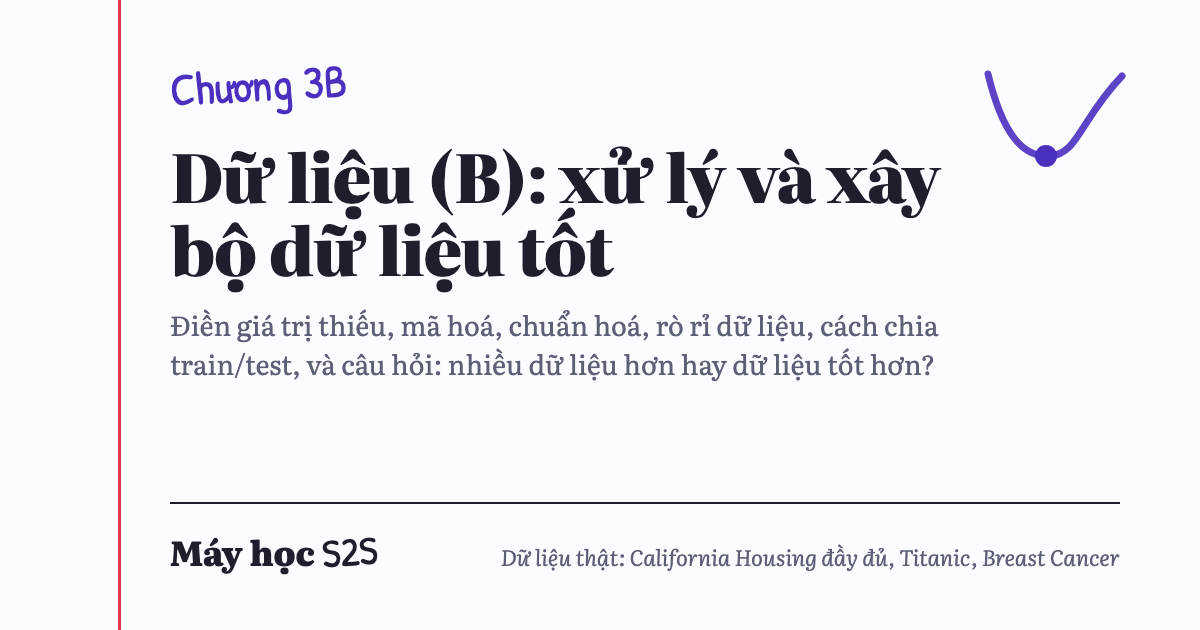 Chương 3B
Dữ liệu (B): xử lý và xây
bộ dữ liệu tốt
Điền giá trị thiếu, mã hoá, chuẩn hoá, rò rỉ dữ liệu, cách chia
train/test, và câu hỏi: nhiều dữ liệu hơn hay dữ liệu tốt hơn?
Máy học S2S
Dữ liệu thật: California Housing đầy đủ, Titanic, Breast Cancer